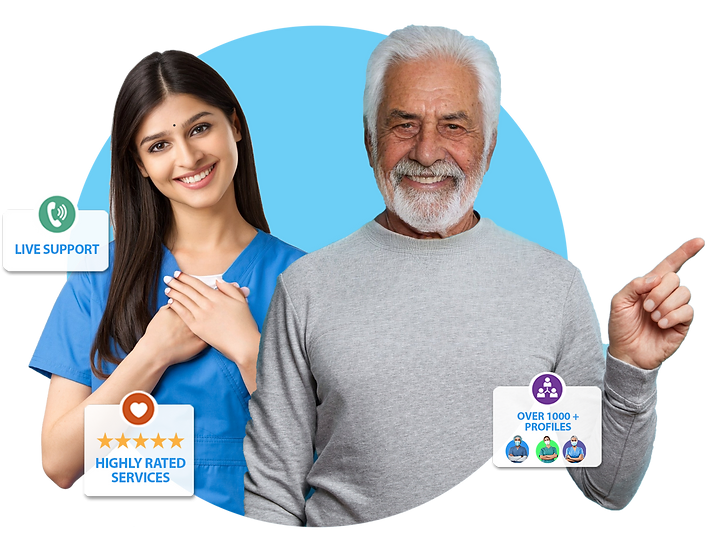 LIVE SUPPORT
HIGHLY RATED
SERVICES
OVER 1000 +
PROFILES